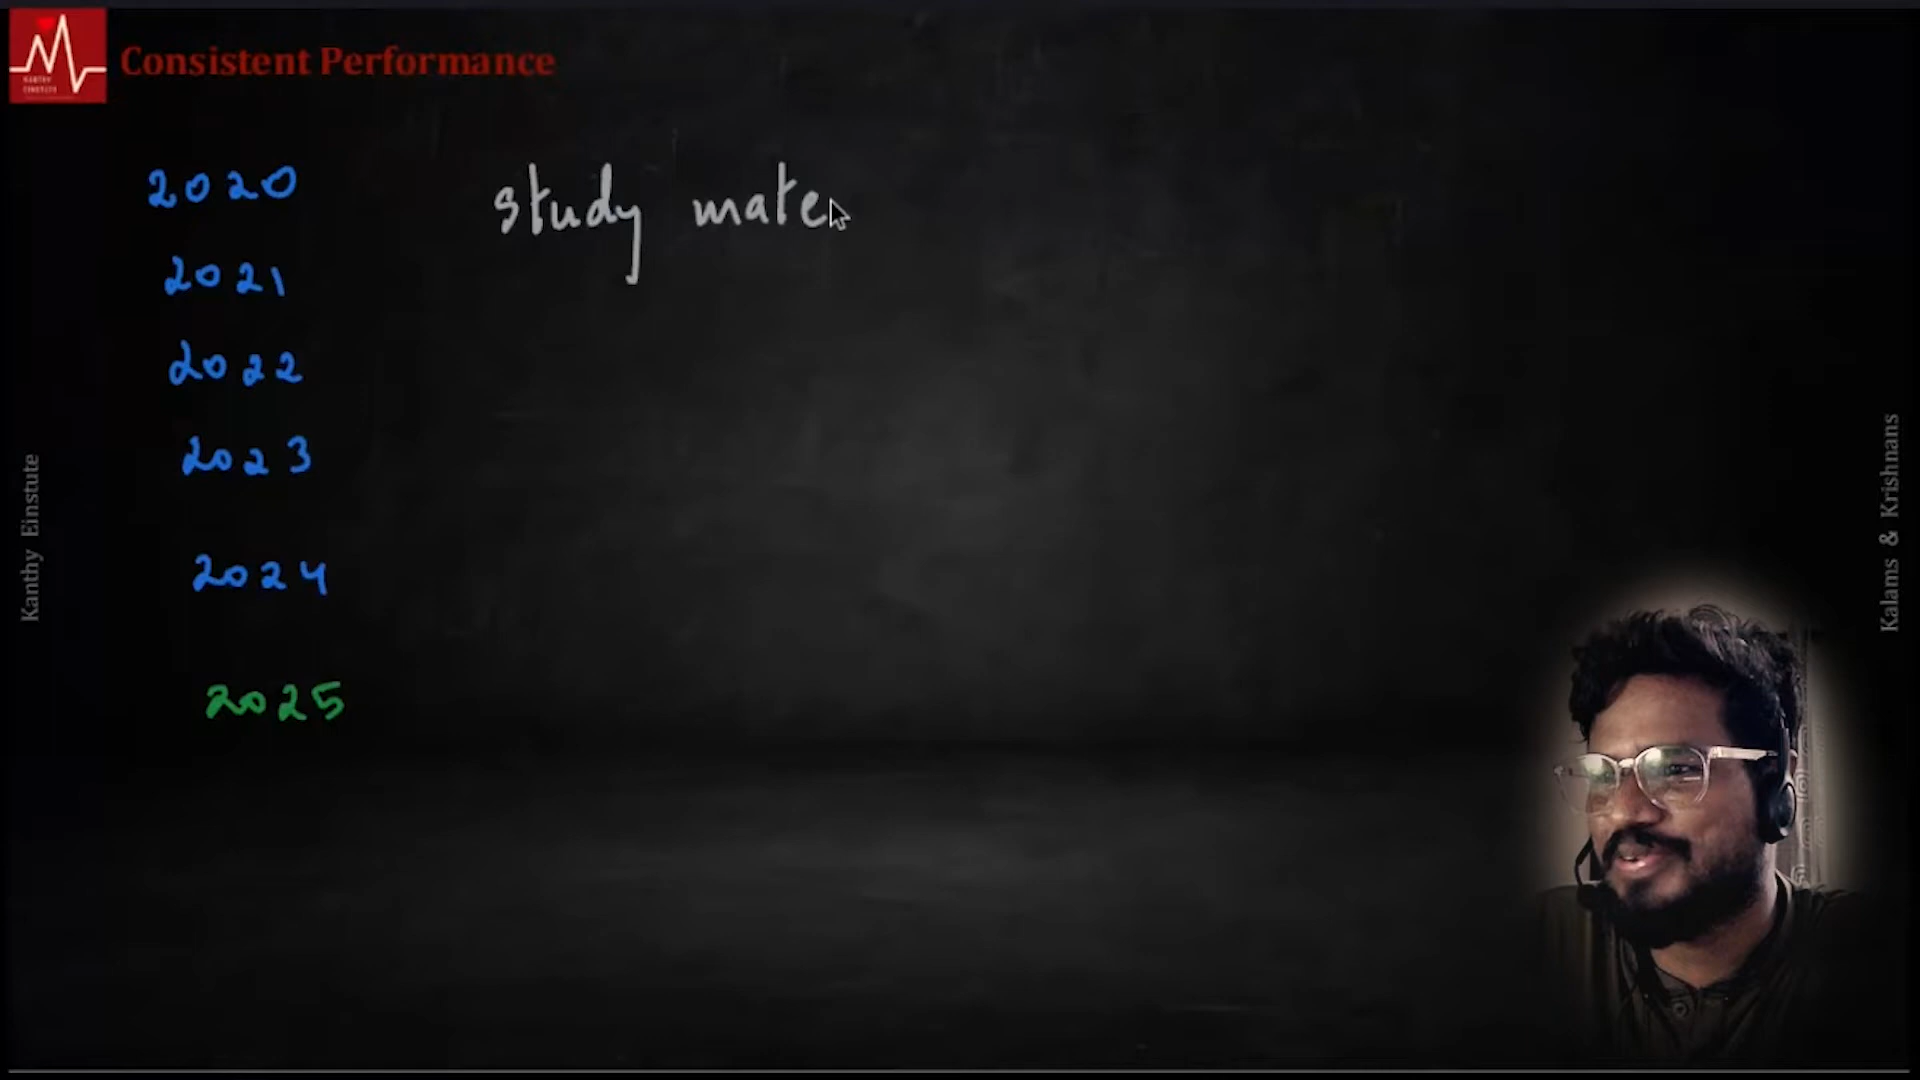 Consistent Performance
2020
study mate
2021
2022
2023
2024
2025
Kanthy Einstute
Kalams & Krishnans